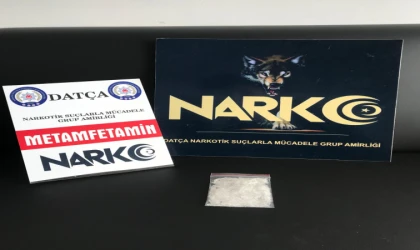 DATÇA
NARKOTİK SUÇLARLA MÜCADELE
GRUP AMİRLİĞİ
METAMFETAMİN
NARKO
NARKO
DATÇA NARKOTİK SUÇLARLA MÜCADELE GRUP AMİRLİĞİ